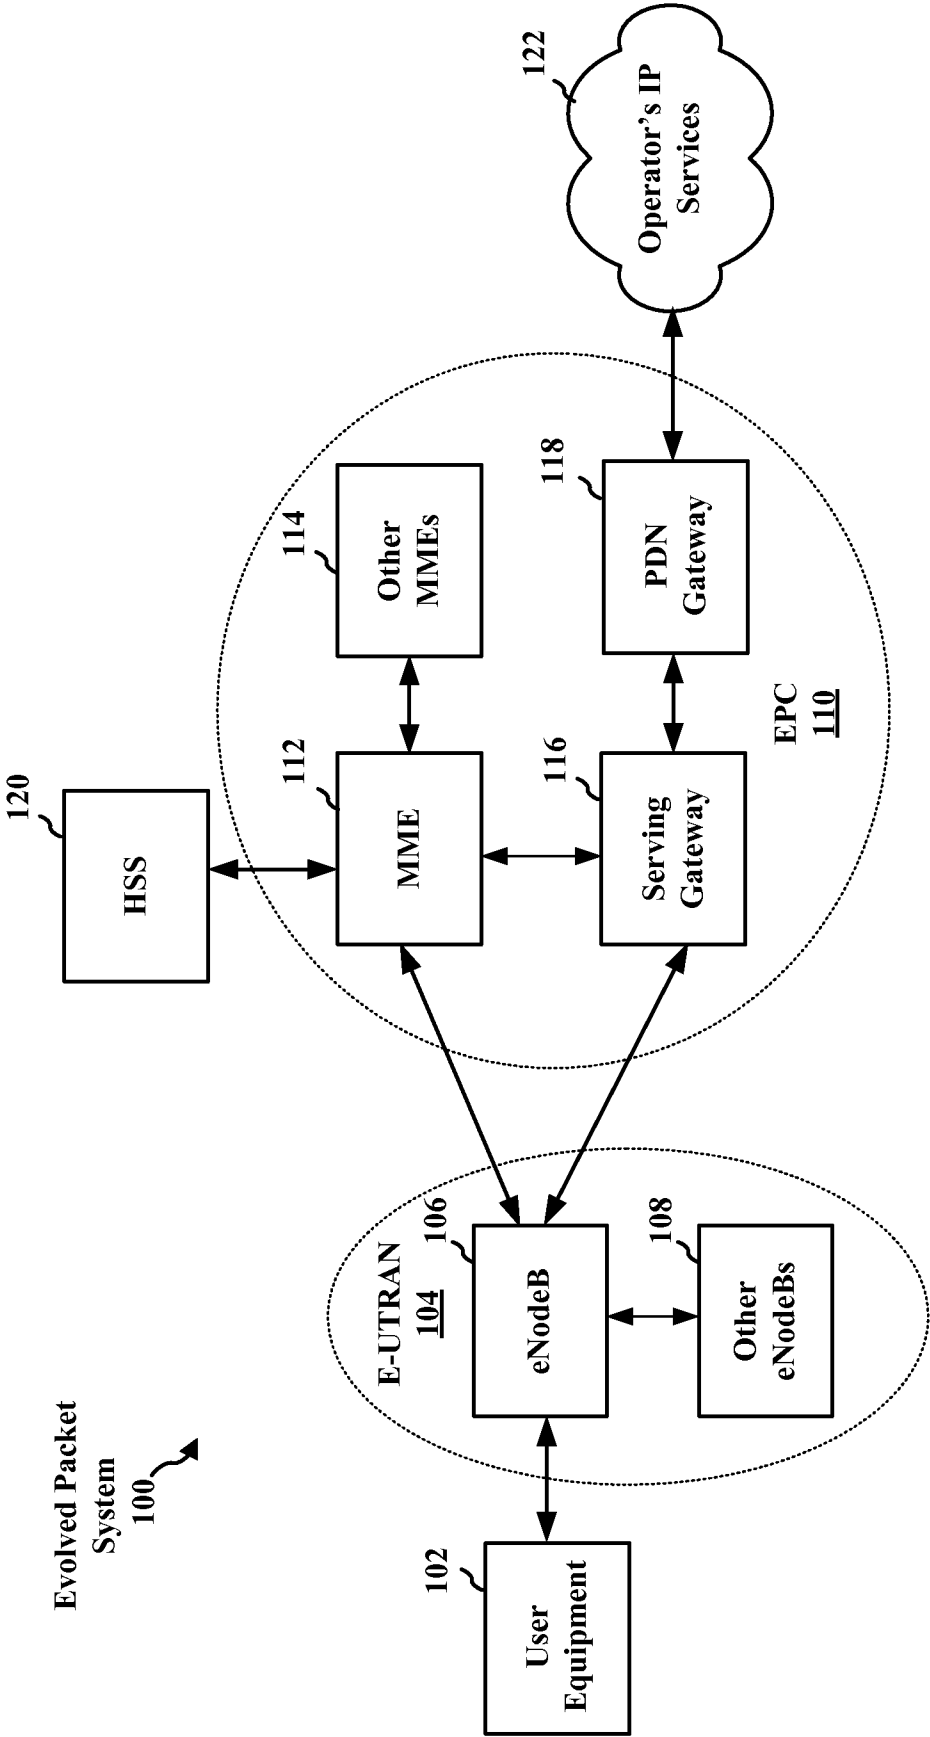 Evolved Packet
System
100
120
HSS
E-UTRAN
104
102
User
Equipment
106
eNodeB
108
Other
eNodeBs
112
MME
114
Other
MMEs
116
Serving
Gateway
118
PDN
Gateway
EPC
110
122
Operator's IP
Services